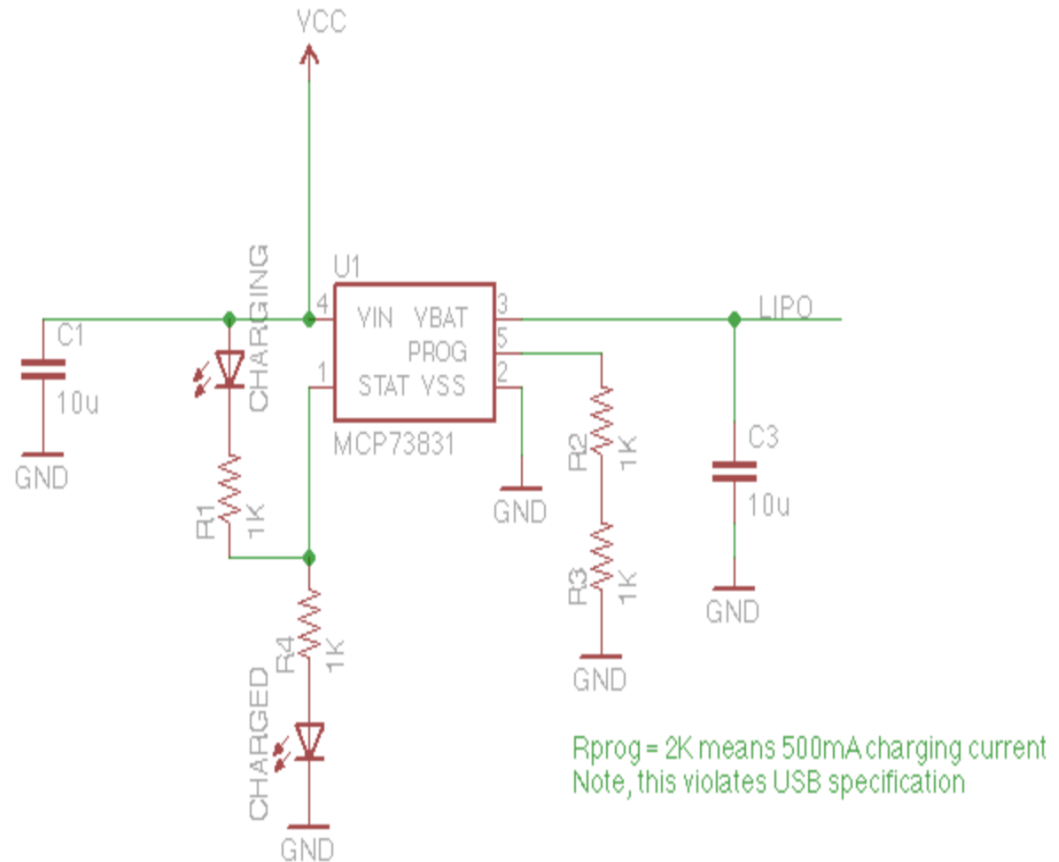 VCC
U1
CHARGING
4
VIN VBAT
3
LIPO
C1
PROG
5
1
STAT VSS
2
10u
MCP73831
GND
R1
1K
R2
1K
C3
10u
GND
R3
1K
GND
R4
1K
GND
CHARGED
Rprog = 2K means 500mA charging current
Note, this violates USB specification
GND